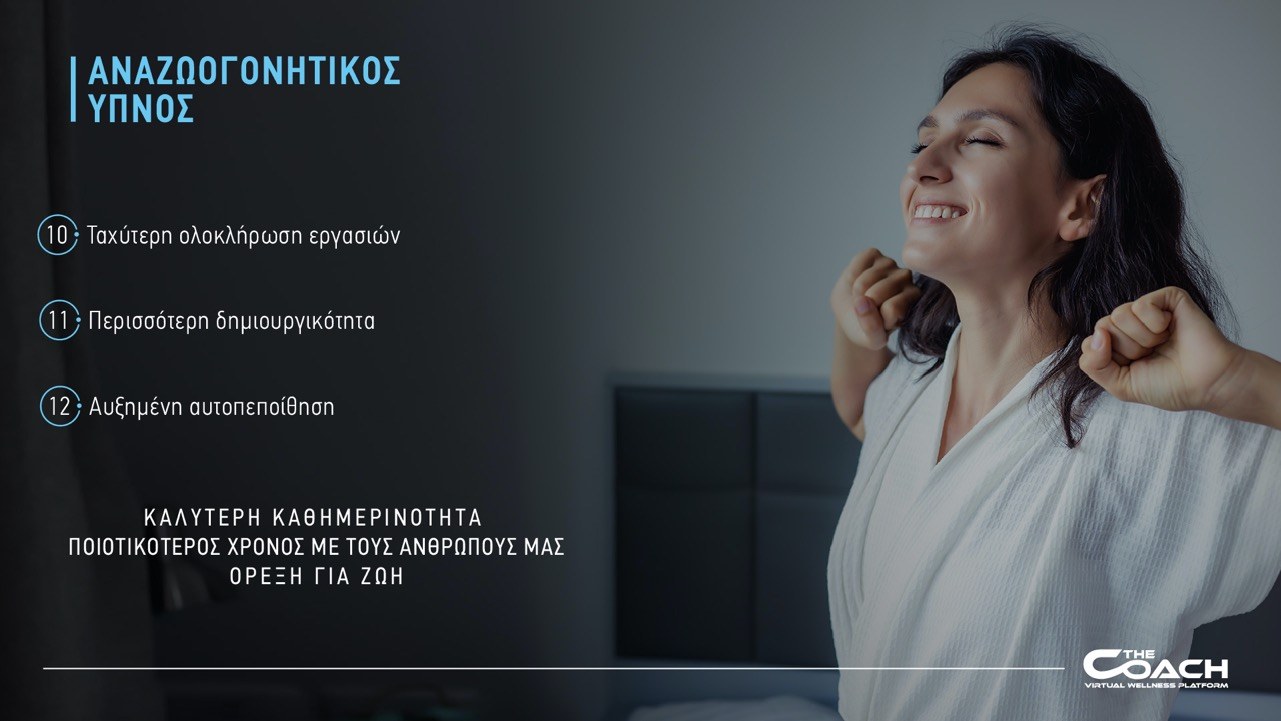 ΑΝΑΖΩΟΓΟΝΗΤΙΚΟΣ
ΥΠΝΟΣ
10 Ταχύτερη ολοκλήρωση εργασιών
11 Περισσότερη δημιουργικότητα
12 Αυξημένη αυτοπεποίθηση
ΚΑΛΥΤΕΡΗ ΚΑΘΗΜΕΡΙΝΟΤΗΤΑ
ΠΟΙΟΤΙΚΟΤΕΡΟΣ ΧΡΟΝΟΣ ΜΕ ΤΟΥΣ ΑΝΘΡΩΠΟΥΣ ΜΑΣ
ΟΡΕΞΗ ΓΙΑ ΖΩΗ
THE
COACH
VIRTUAL WELLNESS PLATFORM